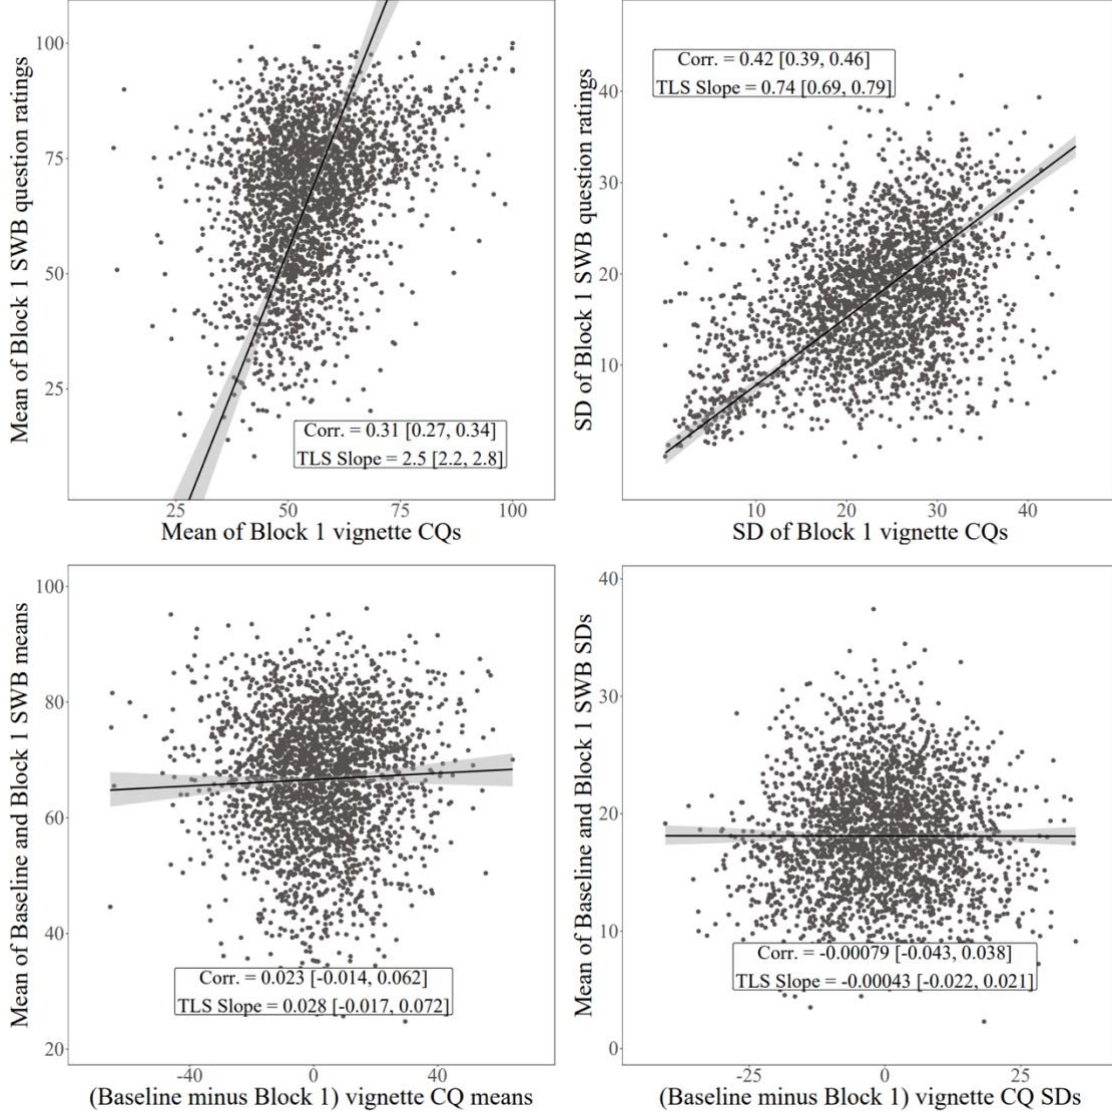 Mean of Block 1 SWB question ratings
100
75
50
25
Corr. = 0.31 [0.27, 0.34]
TLS Slope = 2.5 [2.2, 2.8]
25 50 75 100
Mean of Block 1 vignette CQs
SD of Block 1 SWB question ratings
40
30
20
10
Corr. = 0.42 [0.39, 0.46]
TLS Slope = 0.74 [0.69, 0.79]
10 20 30 40
SD of Block 1 vignette CQs
Mean of Baseline and Block 1 SWB means
100
80
60
40
20
Corr. = 0.023 [-0.014, 0.062]
TLS Slope = 0.028 [-0.017, 0.072]
-40 0 40
(Baseline minus Block 1) vignette CQ means
Mean of Baseline and Block 1 SWB SDs
40
30
20
10
0
Corr. = -0.00079 [-0.043, 0.038]
TLS Slope = -0.00043 [-0.022, 0.021]
-25 0 25
(Baseline minus Block 1) vignette CQ SDs